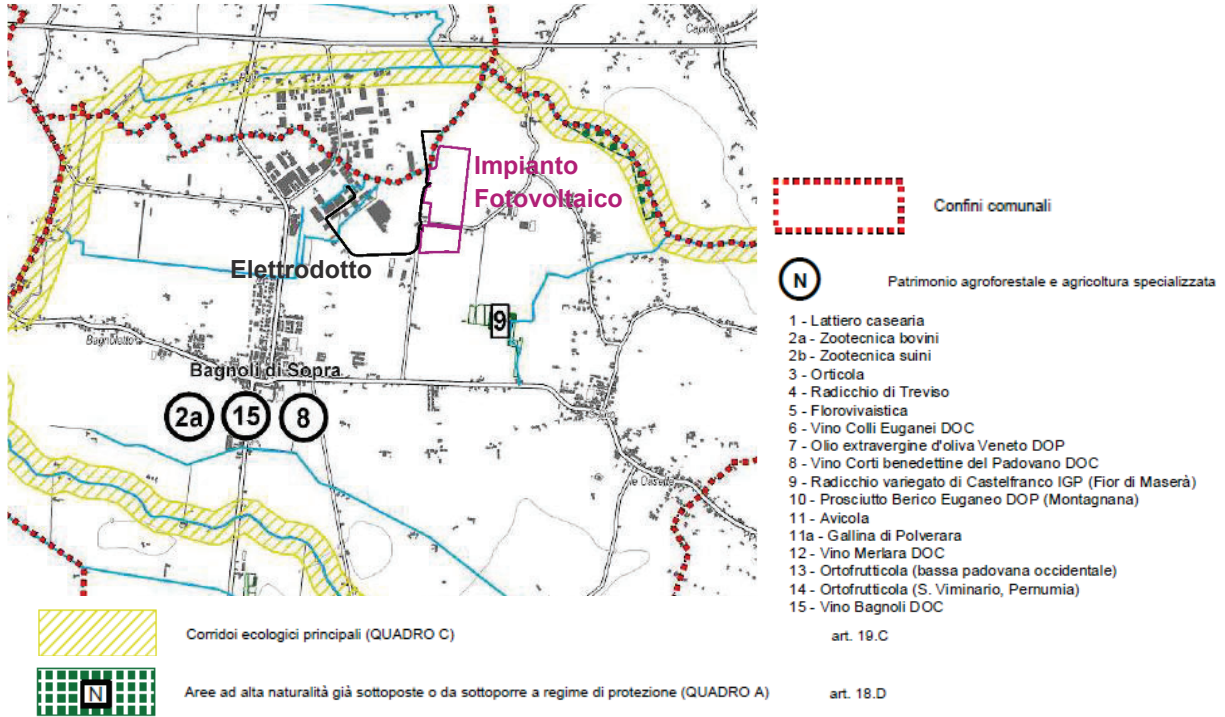 Impianto
Fotovoltaico
Elettrodotto
9
Bagnoli di Sopra
2a
15
8
le Casette
Confini comunali
N
Patrimonio agroforestale e agricoltura specializzata
1 - Lattiero casearia
2a - Zootecnica bovini
2b - Zootecnica suini
3 - Orticola
4 - Radicchio di Treviso
5 - Florovivaistica
6 - Vino Colli Euganei DOC
7 - Olio extravergine d'oliva Veneto DOP
8 - Vino Corti benedettine del Padovano DOC
9 - Radicchio variegato di Castelfranco IGP (Fior di Maserà)
10 - Prosciutto Berico Euganeo DOP (Montagnana)
11 - Avicola
11a - Gallina di Polverara
12 - Vino Merlara DOC
13 - Ortofrutticola (bassa padovana occidentale)
14 - Ortofrutticola (S. Viminario, Pernumia)
15 - Vino Bagnoli DOC
Corridoi ecologici principali (QUADRO C)
art. 19.C
N
Aree ad alta naturalità già sottoposte o da sottoporre a regime di protezione (QUADRO A)
art. 18.D